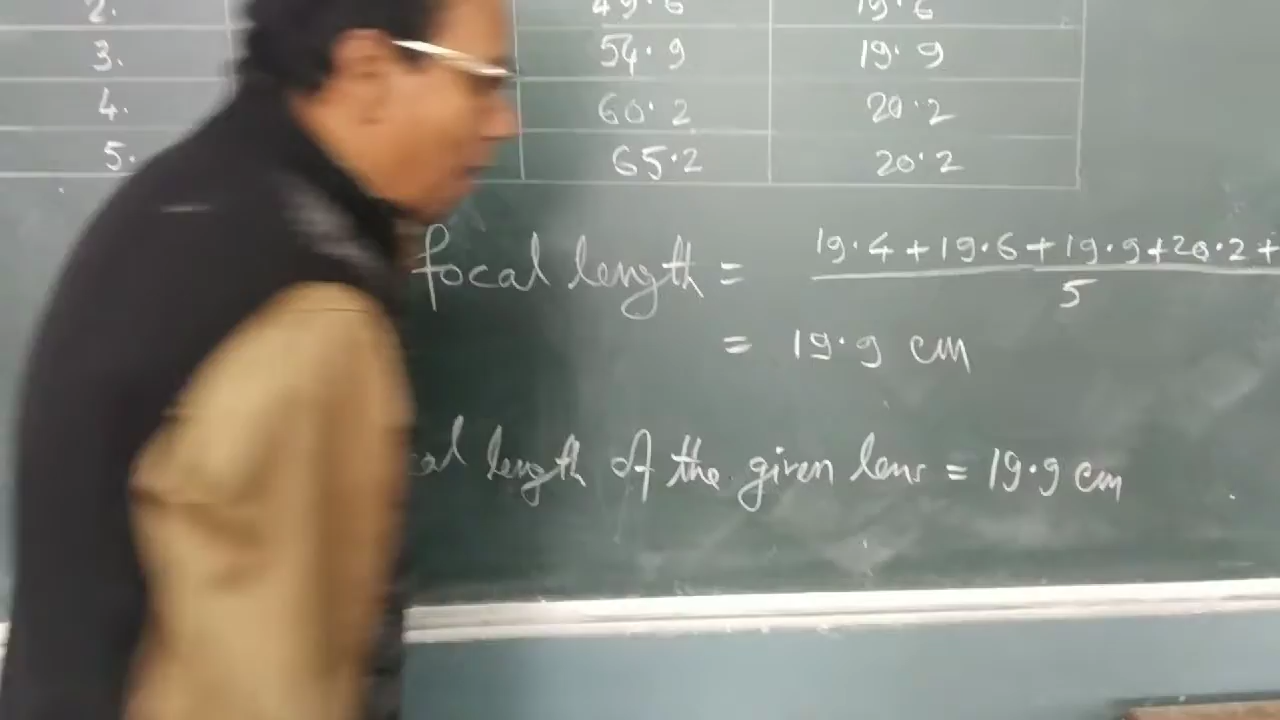 2. 49.6 19.6
3. 54.9 19.9
4. 60.2 20.2
5. 65.2 20.2
focal length = 19.4 + 19.6 + 19.9 + 20.2 +
5
= 19.9 cm
cal length of the given lens = 19.9 cm